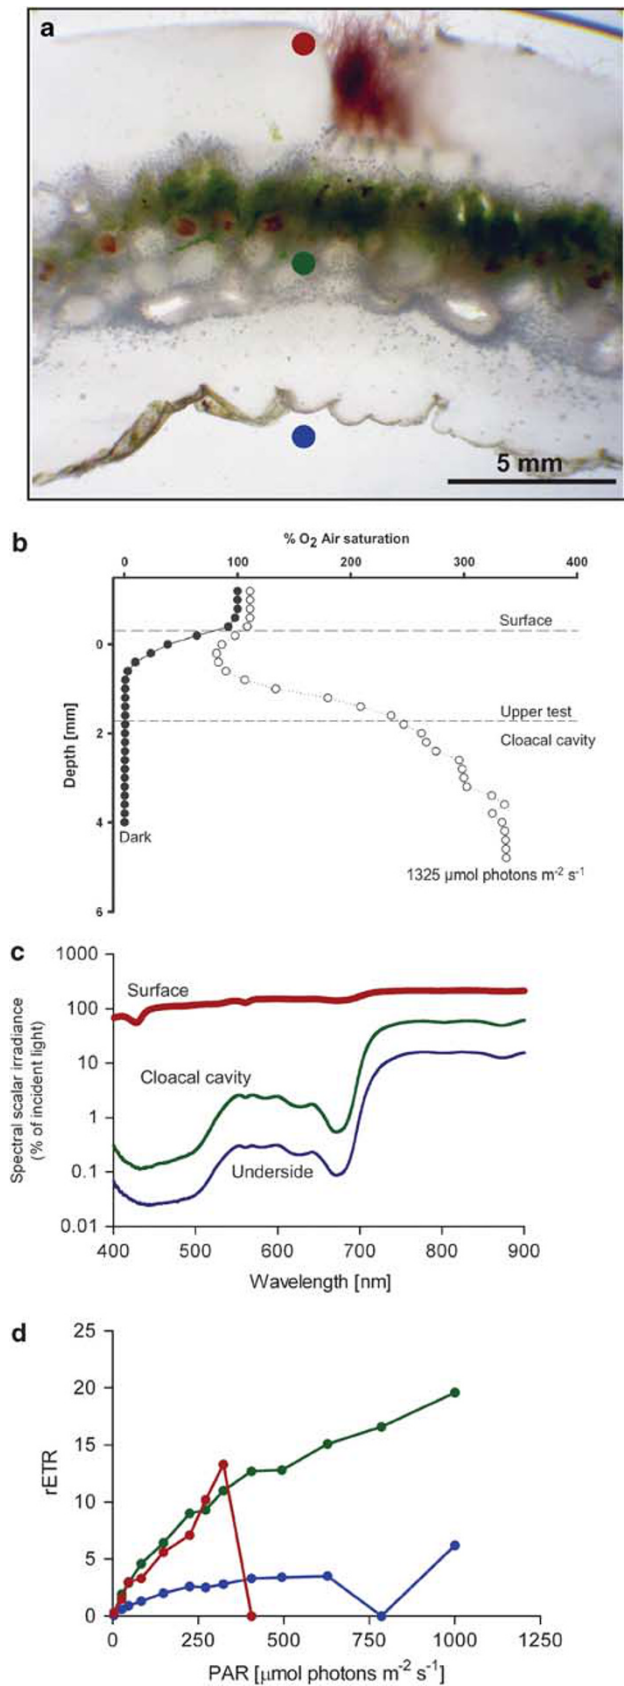 a
5 mm
b
% O2 Air saturation
0 100 200 300 400
Surface
0
Upper test
2
Cloacal cavity
Depth [mm]
4
Dark
1325 µmol photons m-2 s-1
6
c
1000
Surface
100
10
Cloacal cavity
1
0.1
Underside
0.01
Spectral scalar irradiance
(% of incident light)
400 500 600 700 800 900
Wavelength [nm]
d
25
20
15
10
5
0
rETR
0 250 500 750 1000 1250
PAR [µmol photons m-2 s-1]